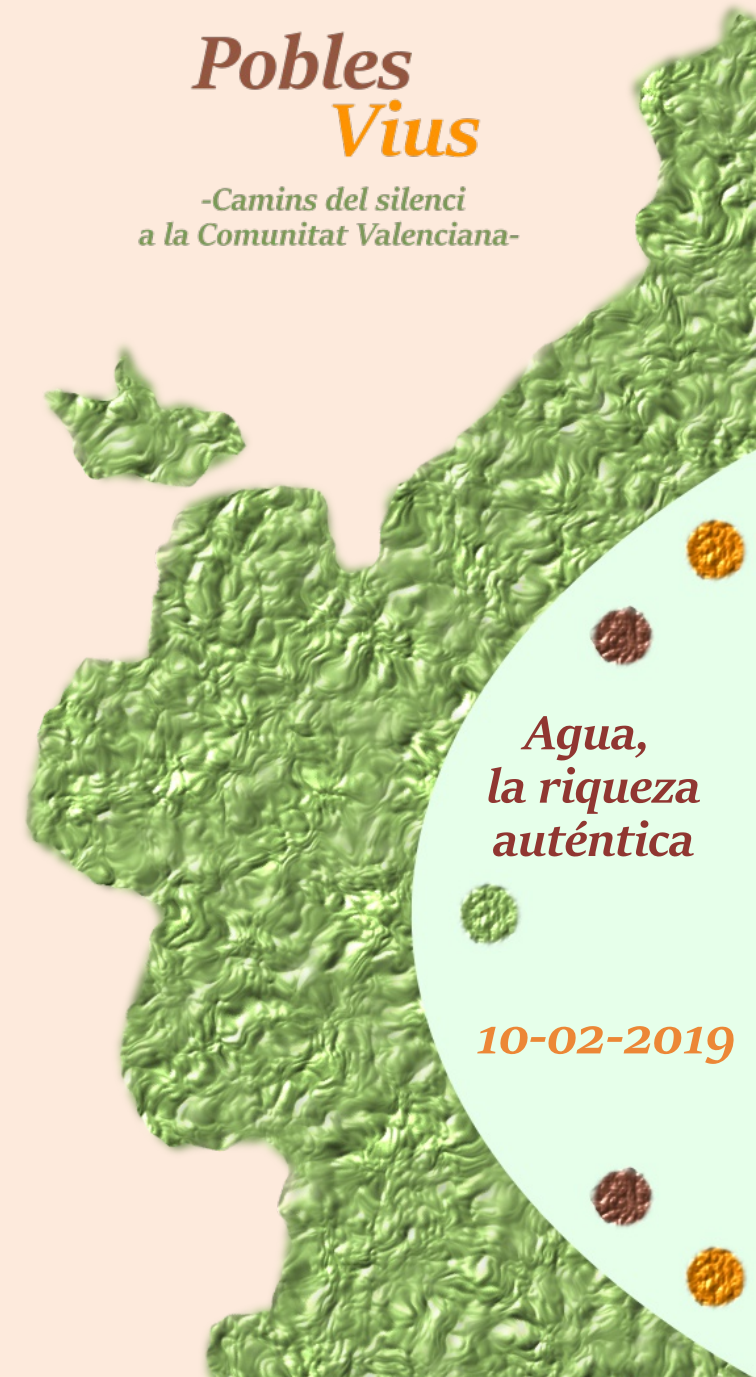 Pobles
Vius
-Camins del silenci
a la Comunitat Valenciana-
Agua,
la riqueza
auténtica
10-02-2019